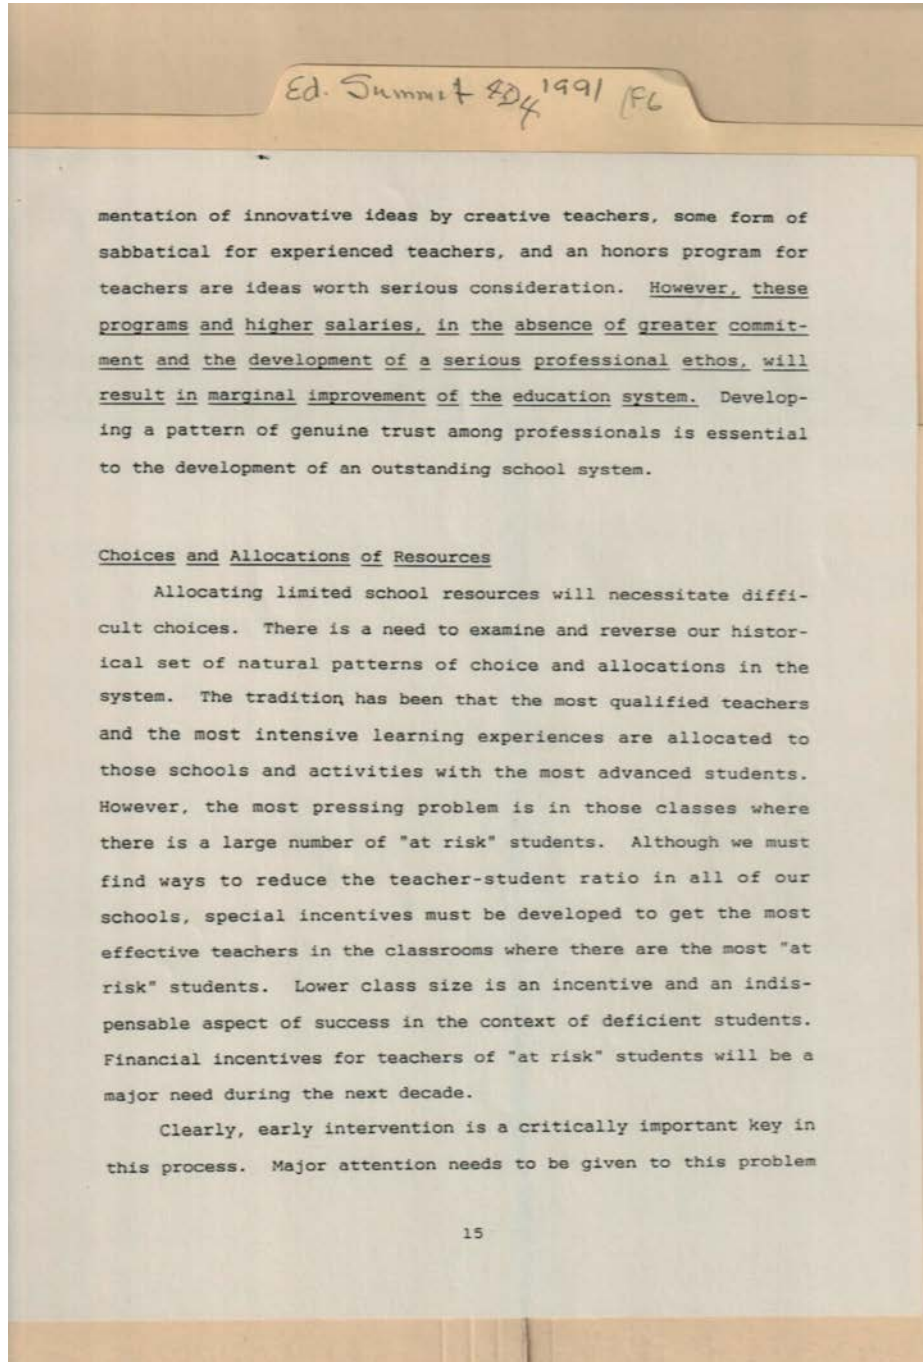 Ed. Summit 1991
mentation of innovative ideas by creative teachers, some form of
sabbatical for experienced teachers, and an honors program for
teachers are ideas worth serious consideration. However, these
programs and higher salaries, in the absence of greater commit-
ment and the development of a serious professional ethos, will
result in marginal improvement of the education system. Develop-
ing a pattern of genuine trust among professionals is essential
to the development of an outstanding school system.
Choices and Allocations of Resources
Allocating limited school resources will necessitate diffi-
cult choices. There is a need to examine and reverse our histor-
ical set of natural patterns of choice and allocations in the
system. The tradition has been that the most qualified teachers
and the most intensive learning experiences are allocated to
those schools and activities with the most advanced students.
However, the most pressing problem is in those classes where
there is a large number of "at risk" students. Although we must
find ways to reduce the teacher-student ratio in all of our
schools, special incentives must be developed to get the most
effective teachers in the classrooms where there are the most "at
risk" students. Lower class size is an incentive and an indis-
pensable aspect of success in the context of deficient students.
Financial incentives for teachers of "at risk" students will be a
major need during the next decade.
Clearly, early intervention is a critically important key in
this process. Major attention needs to be given to this problem
15